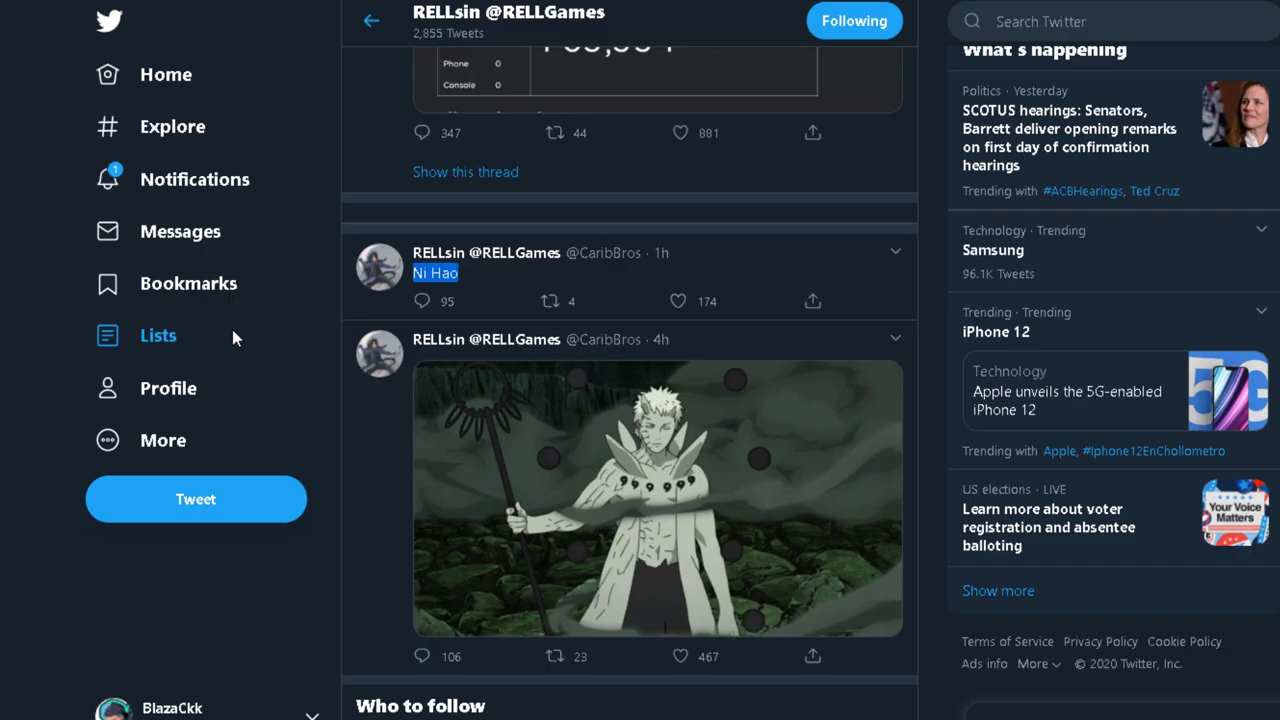 Home
Explore
1
Notifications
Messages
Bookmarks
Lists
Profile
More
Tweet
BlazaCkk
RELLsin @RELLGames
2,855 Tweets
Following
Phone 0
Console 0
347 44 881
Show this thread
RELLsin @RELLGames @CaribBros · 1h
Ni Hao
95 4 174
RELLsin @RELLGames @CaribBros · 4h
106 23 467
Who to follow
Search Twitter
What's happening
Politics · Yesterday
SCOTUS hearings: Senators,
Barrett deliver opening remarks
on first day of confirmation
hearings
Trending with #ACBHearings, Ted Cruz
Technology · Trending
Samsung
96.1K Tweets
Trending · Trending
iPhone 12
Technology
Apple unveils the 5G-enabled
iPhone 12
5G
Trending with Apple, #Iphone12EnChollometro
US elections · LIVE
Learn more about voter
registration and absentee
balloting
Your Voice
Matters
Show more
Terms of Service Privacy Policy Cookie Policy
Ads info More © 2020 Twitter, Inc.